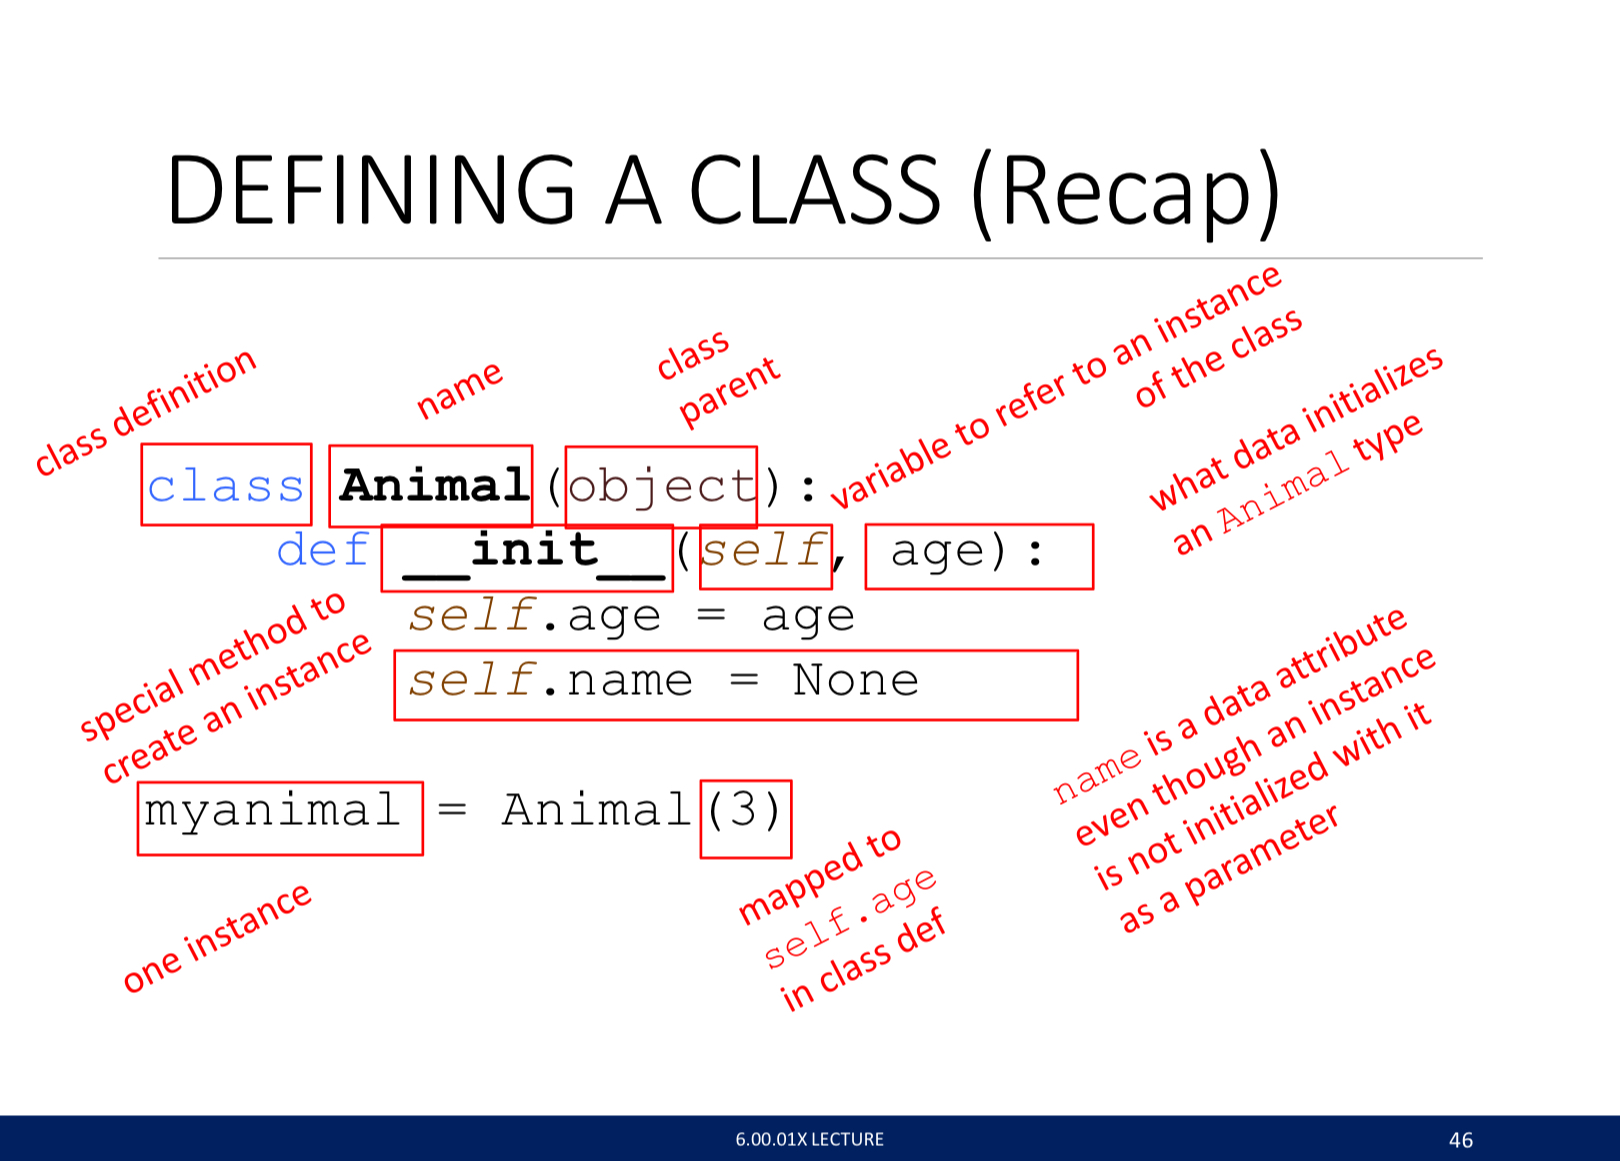 DEFINING A CLASS (Recap)
class definition
name
class
parent
variable to refer to an instance
of the class
what data initializes
an Animal type
class Animal(object):
def __init__(self, age):
self.age = age
self.name = None
special method to
create an instance
name is a data attribute
even though an instance
is not initialized with it
as a parameter
myanimal = Animal(3)
one instance
mapped to
self.age
in class def
6.00.01X LECTURE
46